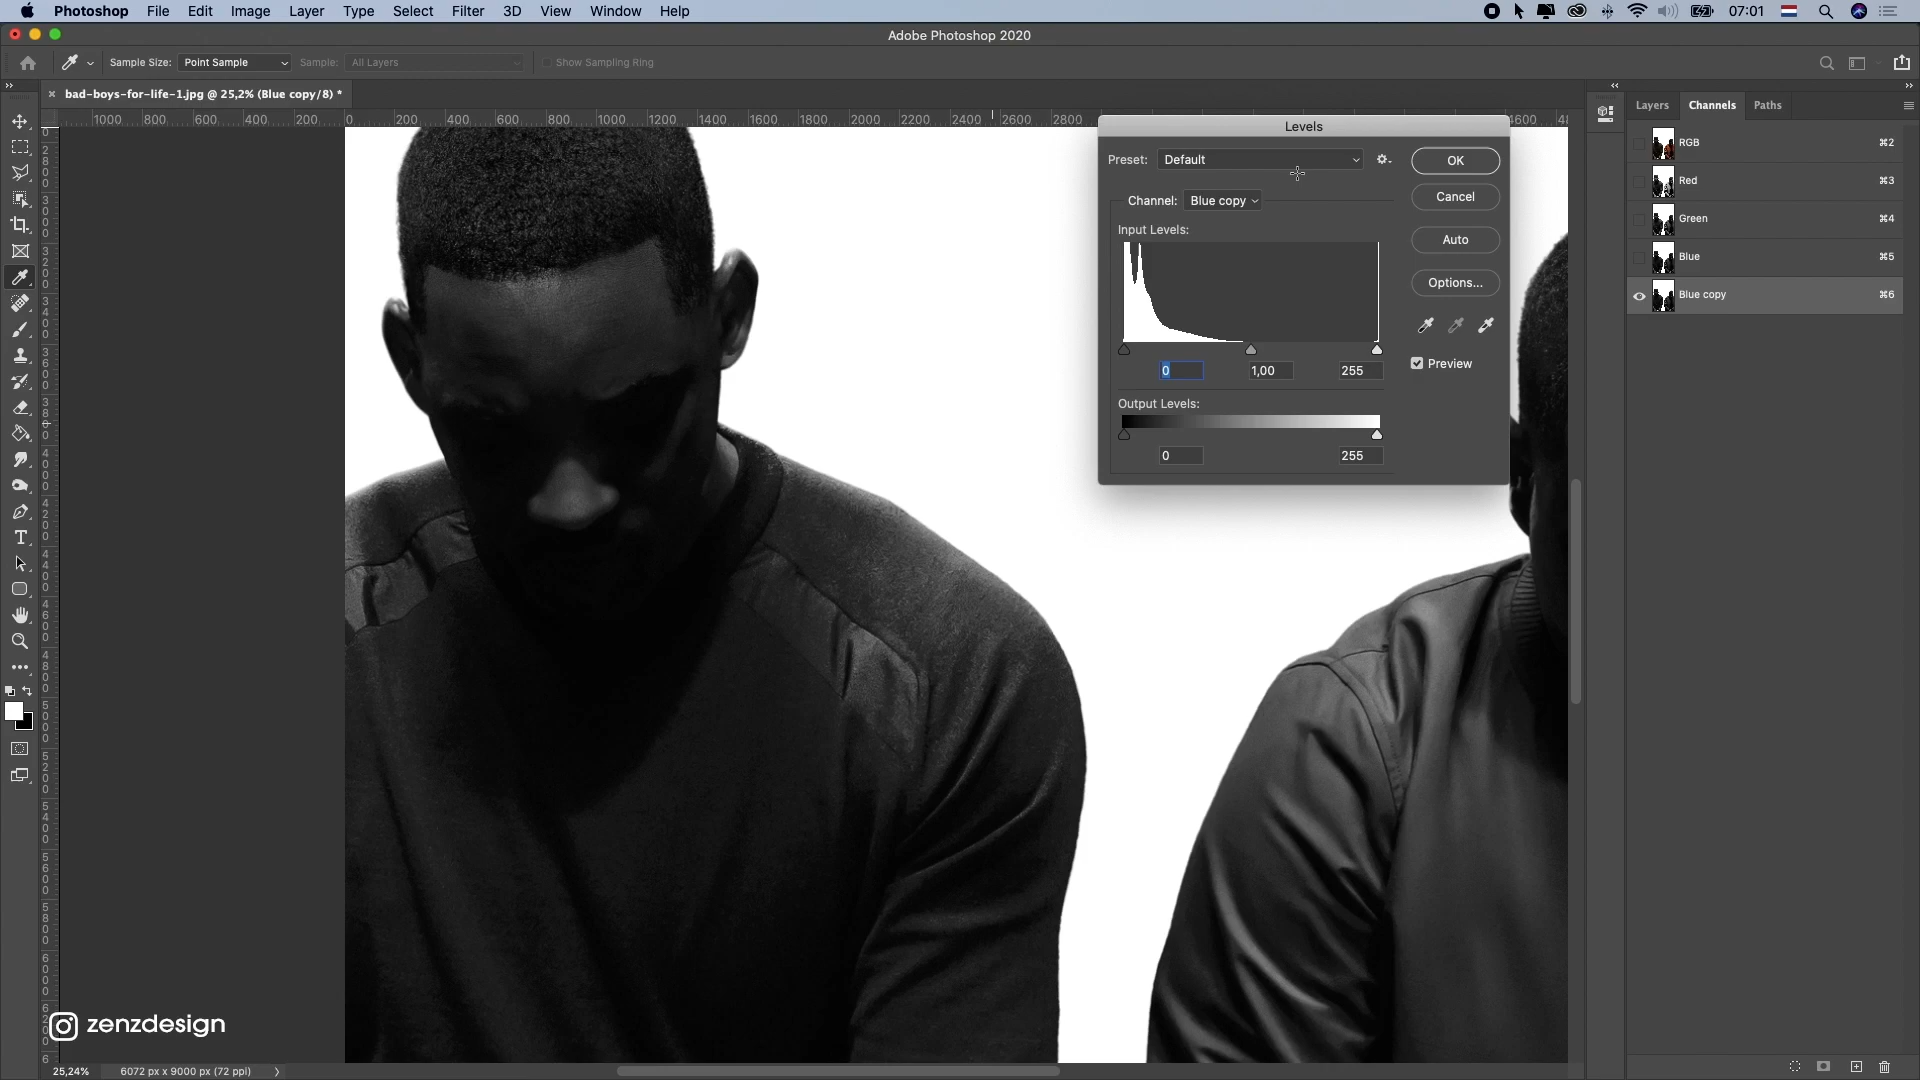 Photoshop File Edit Image Layer Type Select Filter 3D View Window Help 07:01
Adobe Photoshop 2020
Sample Size: Point Sample Sample: All Layers Show Sampling Ring
bad-boys-for-life-1.jpg @ 25,2% (Blue copy/8) *
1000 800 600 400 200 0 200 400 600 800 1000 1200 1400 1600 1800 2000 2200 2400 2600 2800 4600
Levels
Preset: Default
OK
Channel: Blue copy
Cancel
Input Levels:
Auto
Options...
0 1,00 255
Preview
Output Levels:
0 255
Layers Channels Paths
RGB ⌘2
Red ⌘3
Green ⌘4
Blue ⌘5
Blue copy ⌘6
zenzdesign
25,24% 6072 px x 9000 px (72 ppi)